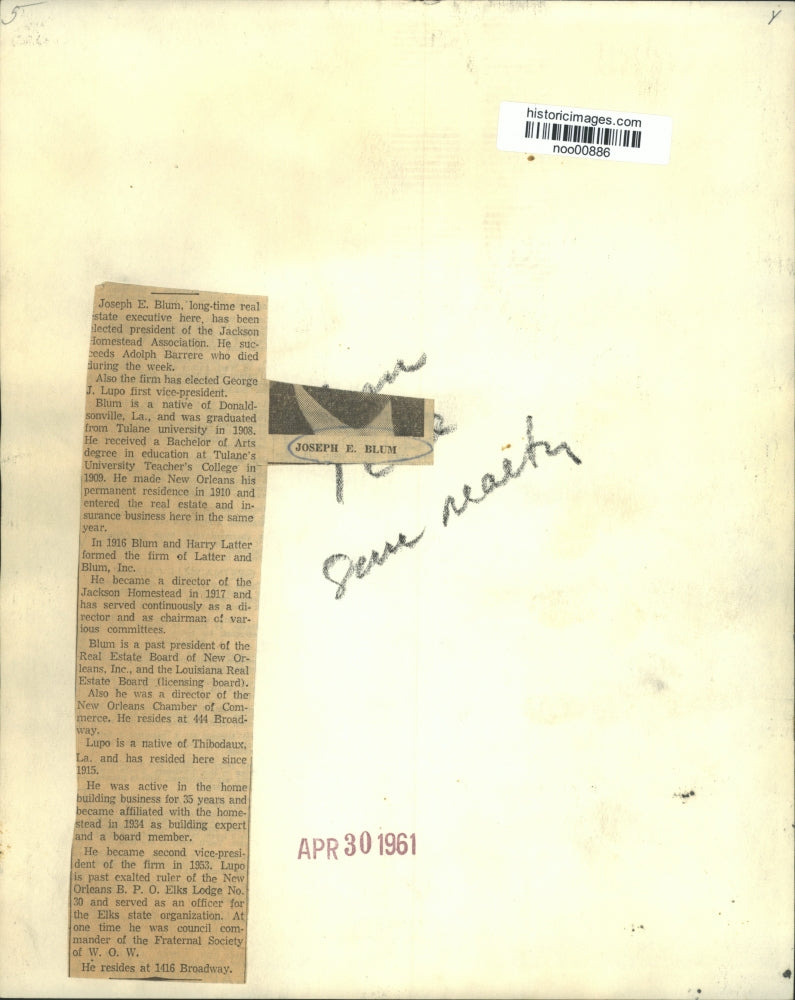 5
historicimages.com
noo00886
Joseph E. Blum, long-time real
state executive here, has been
lected president of the Jackson
Homestead Association. He suc-
ceeds Adolph Barrere who died
during the week.
Also the firm has elected George
J. Lupo first vice-president.
Blum is a native of Donald-
sonville, La., and was graduated
from Tulane university in 1908.
He received a Bachelor of Arts
degree in education at Tulane's
University Teacher's College in
1909. He made New Orleans his
permanent residence in 1910 and
entered the real estate and in-
surance business here in the same
year.
In 1916 Blum and Harry Latter
formed the firm of Latter and
Blum, Inc.
He became a director of the
Jackson Homestead in 1917 and
has served continuously as a di-
rector and as chairman of var-
ious committees.
Blum is a past president of the
Real Estate Board of New Or-
leans, Inc., and the Louisiana Real
Estate Board (licensing board).
Also he was a director of the
New Orleans Chamber of Com-
merce. He resides at 444 Broad-
way.
Lupo is a native of Thibodaux,
La. and has resided here since
1915.
He was active in the home
building business for 35 years and
became affiliated with the home-
stead in 1934 as building expert
and a board member.
He became second vice-presi-
dent of the firm in 1953. Lupo
is past exalted ruler of the New
Orleans B. P. O. Elks Lodge No.
30 and served as an officer for
the Elks state organization. At
one time he was council com-
mander of the Fraternal Society
of W. O. W.
He resides at 1416 Broadway.
JOSEPH E. BLUM
realty
APR 30 1961